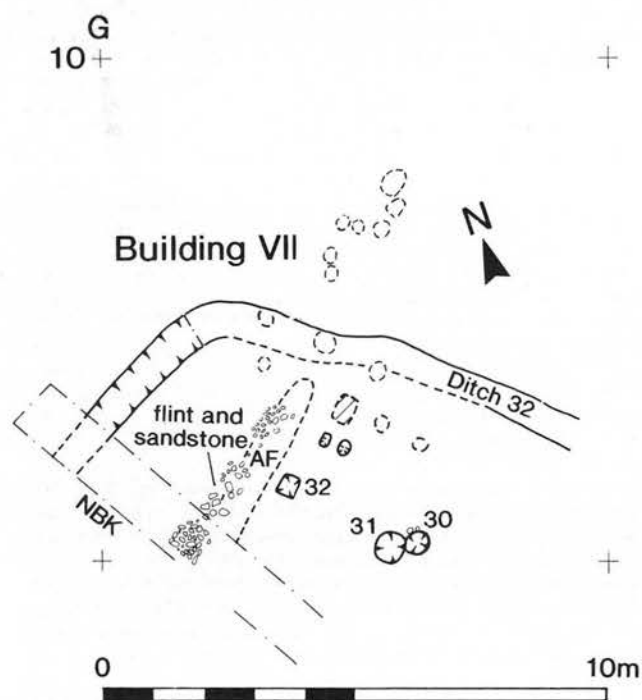 G
10
N
Building VII
Ditch 32
flint and
sandstone
AF
32
NBK
31
30
0
10m